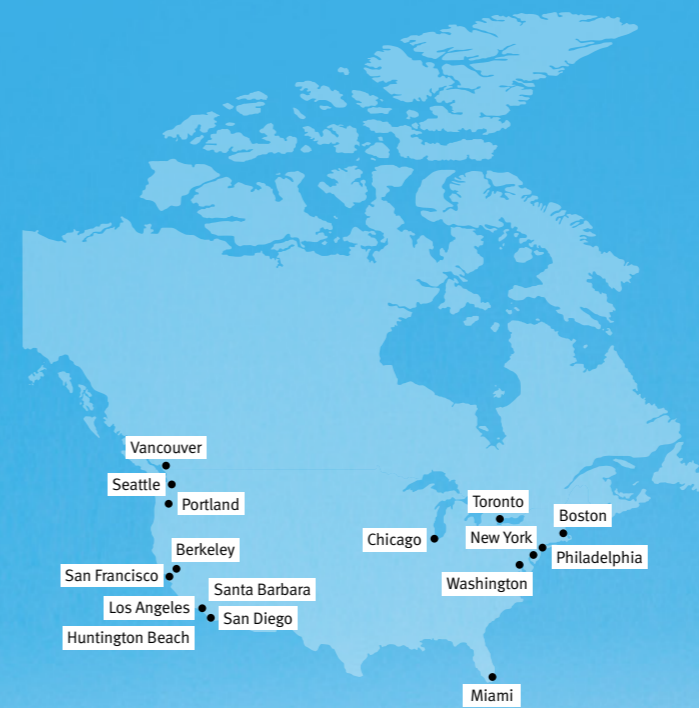 Vancouver
Seattle
Portland
Toronto
Boston
Chicago
New York
Berkeley
Philadelphia
San Francisco
Washington
Santa Barbara
Los Angeles
San Diego
Huntington Beach
Miami